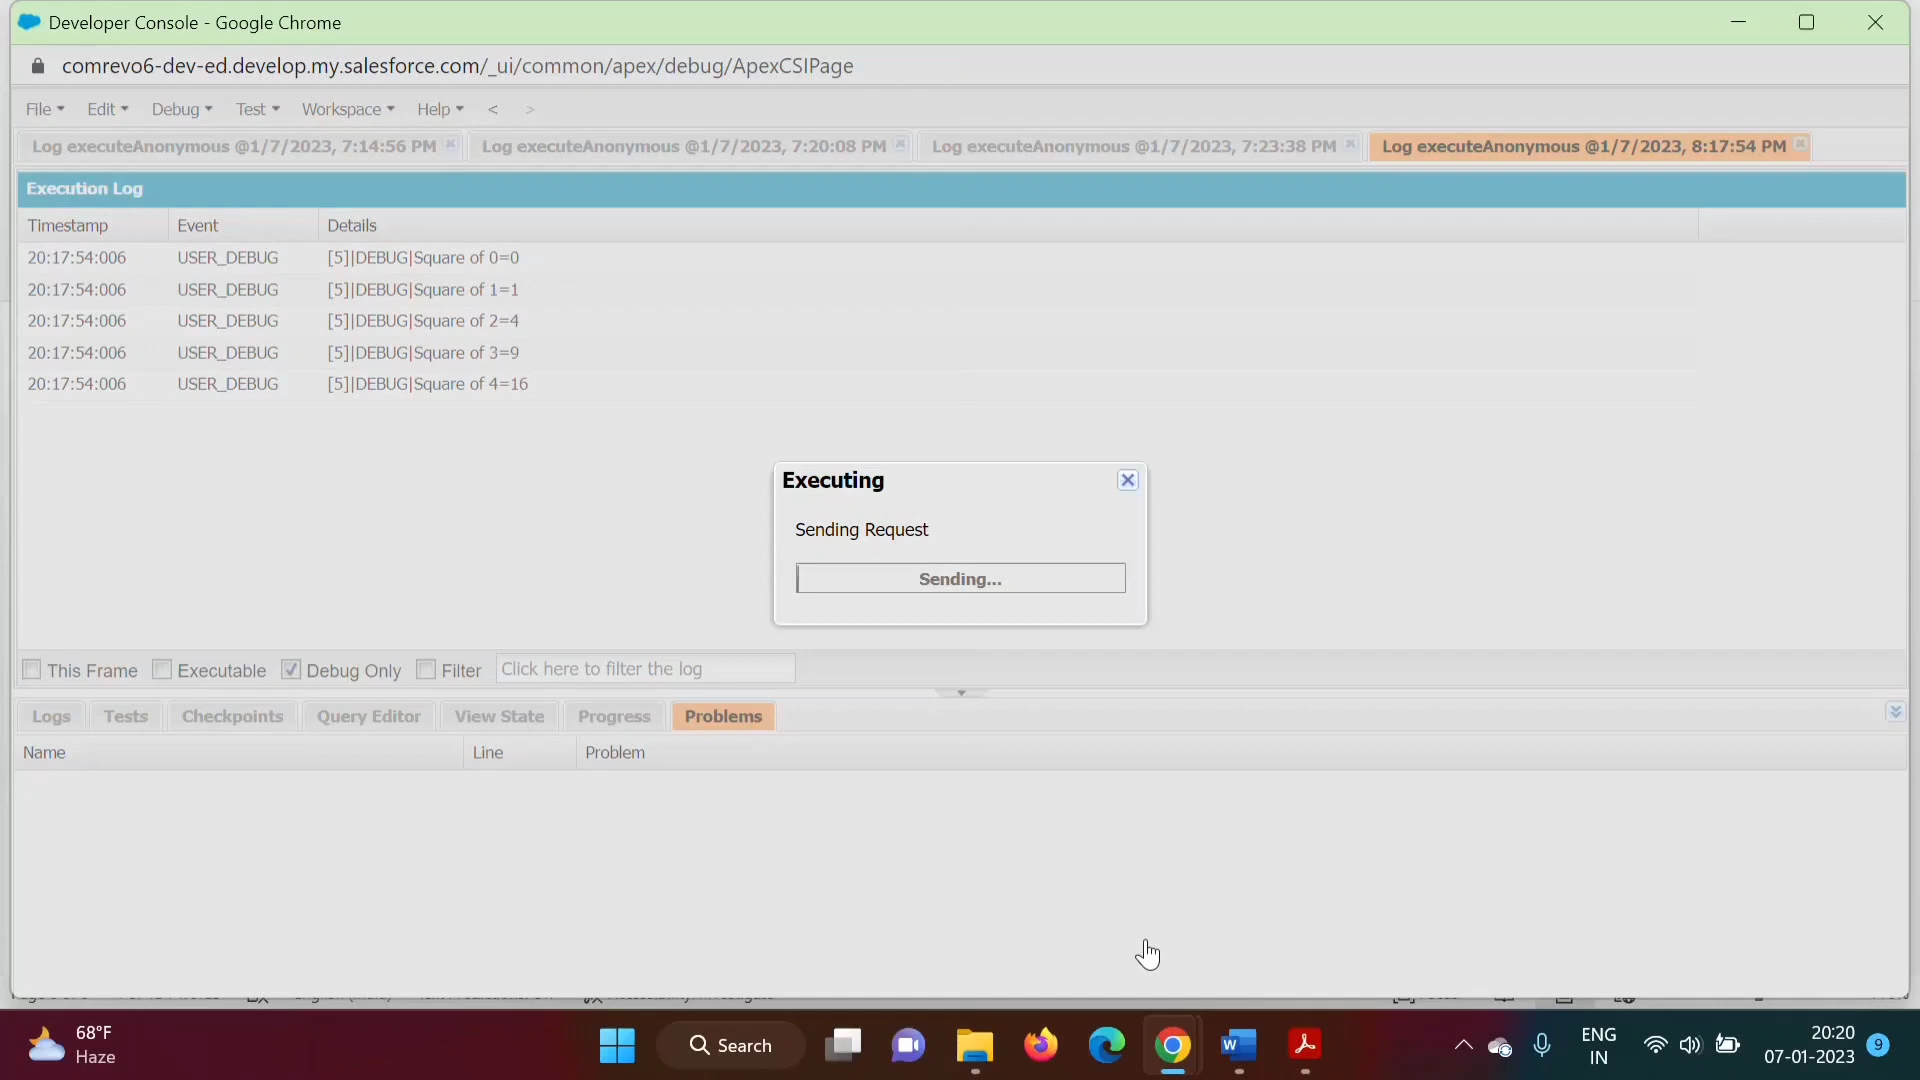 Developer Console - Google Chrome
comrevo6-dev-ed.develop.my.salesforce.com/_ui/common/apex/debug/ApexCSIPage
File Edit Debug Test Workspace Help < >
Log executeAnonymous @1/7/2023, 7:14:56 PM Log executeAnonymous @1/7/2023, 7:20:08 PM Log executeAnonymous @1/7/2023, 7:23:38 PM Log executeAnonymous @1/7/2023, 8:17:54 PM
Execution Log
Timestamp Event Details
20:17:54:006 USER_DEBUG [5]|DEBUG|Square of 0=0
20:17:54:006 USER_DEBUG [5]|DEBUG|Square of 1=1
20:17:54:006 USER_DEBUG [5]|DEBUG|Square of 2=4
20:17:54:006 USER_DEBUG [5]|DEBUG|Square of 3=9
20:17:54:006 USER_DEBUG [5]|DEBUG|Square of 4=16
Executing
Sending Request
Sending...
This Frame Executable Debug Only Filter Click here to filter the log
Logs Tests Checkpoints Query Editor View State Progress Problems
Name Line Problem
68°F
Haze
Search
ENG
IN
20:20
07-01-2023
9